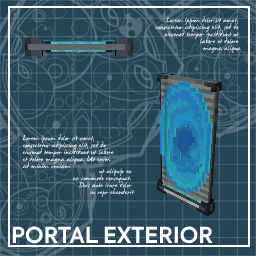 Lorem ipsum dolor sit amet,
consectetur adipiscing elit, sed do
eiusmod tempor incididunt ut
labore et dolore
magna aliqua
Lorem ipsum dolor sit amet,
consectetur adipiscing elit, sed do
eiusmod tempor incididunt ut labore
et dolore magna aliqua. Ut enim
ad minim veniam
ut aliquip ex
ea commodo consequat.
Duis aute irure dolor
in reprehenderit
PORTAL EXTERIOR